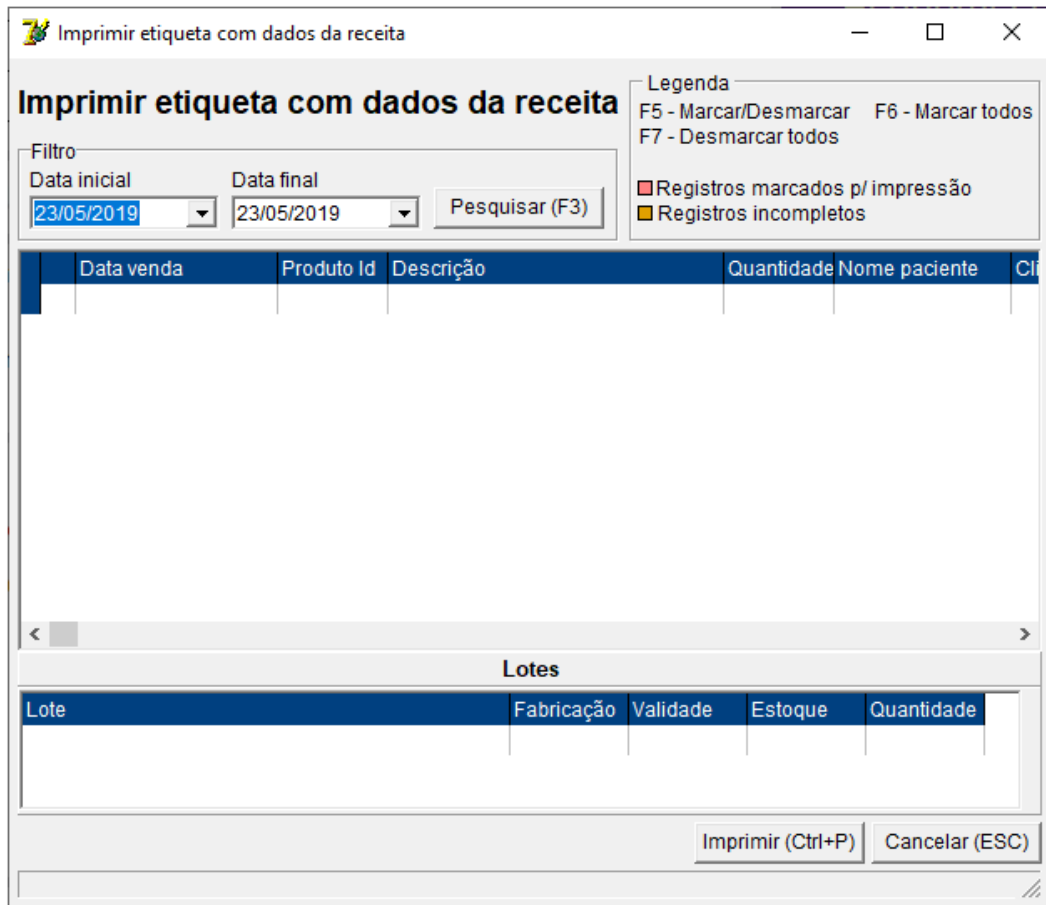 Imprimir etiqueta com dados da receita
Imprimir etiqueta com dados da receita
Legenda
F5 - Marcar/Desmarcar F6 - Marcar todos
F7 - Desmarcar todos
Registros marcados p/ impressão
Registros incompletos
Filtro
Data inicial Data final
23/05/2019 23/05/2019 Pesquisar (F3)
Data venda Produto Id Descrição Quantidade Nome paciente Cli
Lotes
Lote Fabricação Validade Estoque Quantidade
Imprimir (Ctrl+P) Cancelar (ESC)